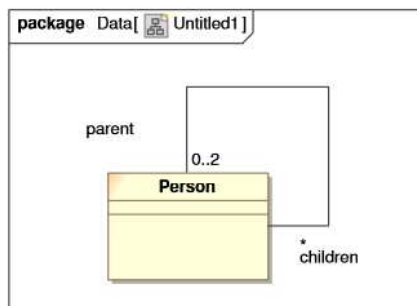 package Data[ Untitled1 ]
parent
0..2
Person
*
children